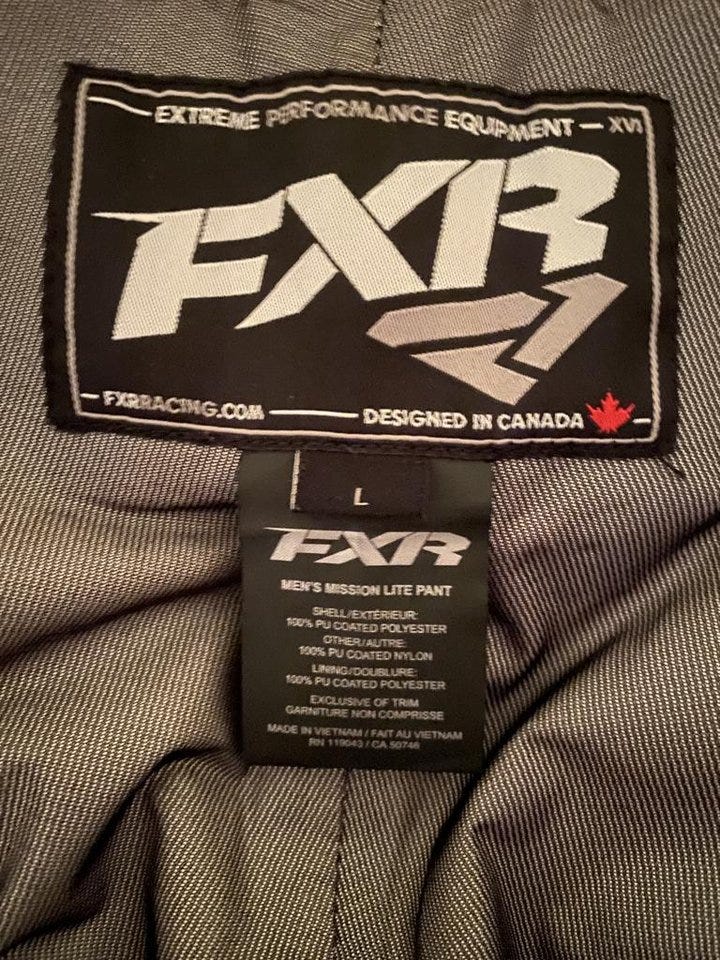 EXTREME PERFORMANCE EQUIPMENT — XVI
FXR
FXRRACING.COM
DESIGNED IN CANADA
L
FXR
MEN'S MISSION LITE PANT
SHELL/EXTÉRIEUR:
100% PU COATED POLYESTER
OTHER/AUTRE:
100% PU COATED NYLON
LINING/DOUBLURE:
100% PU COATED POLYESTER
EXCLUSIVE OF TRIM
GARNITURE NON COMPRISSE
MADE IN VIETNAM / FAIT AU VIETNAM
RN 119043 / CA 50746